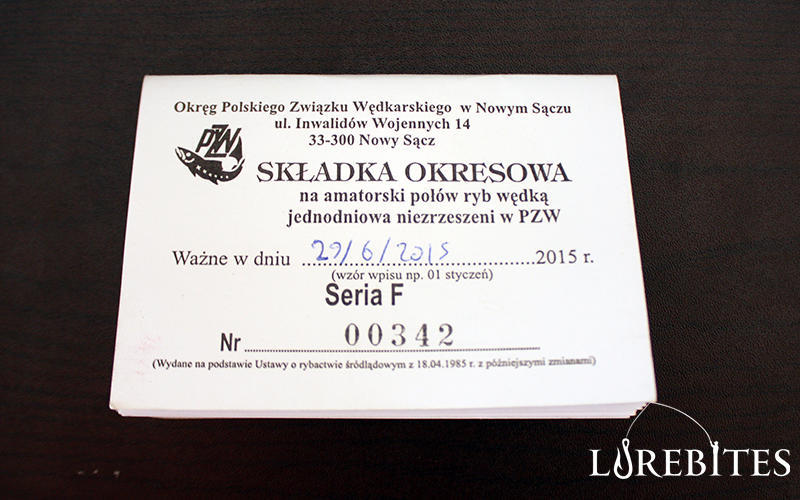 Okręg Polskiego Związku Wędkarskiego w Nowym Sączu
ul. Inwalidów Wojennych 14
33-300 Nowy Sącz
PZW
SKŁADKA OKRESOWA
na amatorski połów ryb wędką
jednodniowa niezrzeszeni w PZW
Ważne w dniu 29/6/2015 2015 r.
(wzór wpisu np. 01 styczeń)
Seria F
Nr 00342
(Wydane na podstawie Ustawy o rybactwie śródlądowym z 18.04.1985 r. z późniejszymi zmianami)
LUREBITES